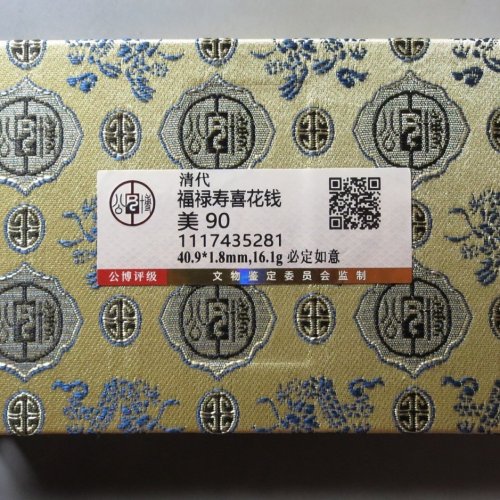 清代
福禄寿喜花钱
美 90
1117435281
40.9*1.8mm,16.1g 必定如意
公博评级 文物鉴定委员会监制